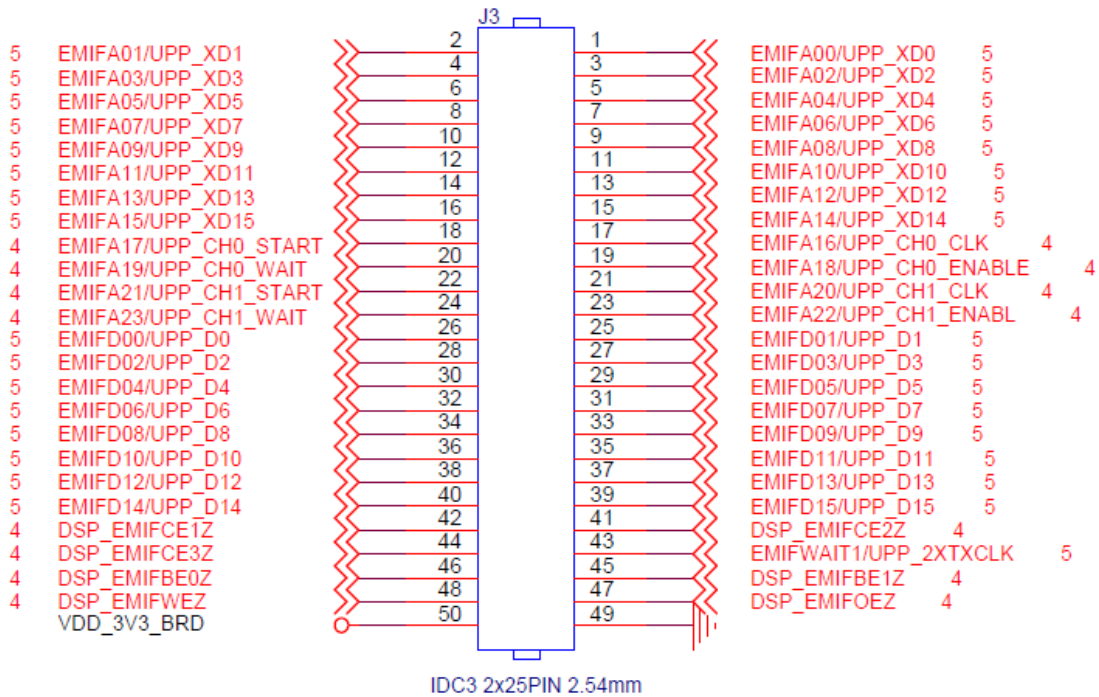 J3
5 EMIFA01/UPP_XD1 2 1 EMIFA00/UPP_XD0 5
5 EMIFA03/UPP_XD3 4 3 EMIFA02/UPP_XD2 5
5 EMIFA05/UPP_XD5 6 5 EMIFA04/UPP_XD4 5
5 EMIFA07/UPP_XD7 8 7 EMIFA06/UPP_XD6 5
5 EMIFA09/UPP_XD9 10 9 EMIFA08/UPP_XD8 5
5 EMIFA11/UPP_XD11 12 11 EMIFA10/UPP_XD10 5
5 EMIFA13/UPP_XD13 14 13 EMIFA12/UPP_XD12 5
5 EMIFA15/UPP_XD15 16 15 EMIFA14/UPP_XD14 5
4 EMIFA17/UPP_CH0_START 18 17 EMIFA16/UPP_CH0_CLK 4
4 EMIFA19/UPP_CH0_WAIT 20 19 EMIFA18/UPP_CH0_ENABLE 4
4 EMIFA21/UPP_CH1_START 22 21 EMIFA20/UPP_CH1_CLK 4
4 EMIFA23/UPP_CH1_WAIT 24 23 EMIFA22/UPP_CH1_ENABL 4
5 EMIFD00/UPP_D0 26 25 EMIFD01/UPP_D1 5
5 EMIFD02/UPP_D2 28 27 EMIFD03/UPP_D3 5
5 EMIFD04/UPP_D4 30 29 EMIFD05/UPP_D5 5
5 EMIFD06/UPP_D6 32 31 EMIFD07/UPP_D7 5
5 EMIFD08/UPP_D8 34 33 EMIFD09/UPP_D9 5
5 EMIFD10/UPP_D10 36 35 EMIFD11/UPP_D11 5
5 EMIFD12/UPP_D12 38 37 EMIFD13/UPP_D13 5
5 EMIFD14/UPP_D14 40 39 EMIFD15/UPP_D15 5
4 DSP_EMIFCE1Z 42 41 DSP_EMIFCE2Z 4
4 DSP_EMIFCE3Z 44 43 EMIFWAIT1/UPP_2XTXCLK 5
4 DSP_EMIFBE0Z 46 45 DSP_EMIFBE1Z 4
4 DSP_EMIFWEZ 48 47 DSP_EMIFOEZ 4
VDD_3V3_BRD 50 49
IDC3 2x25PIN 2.54mm